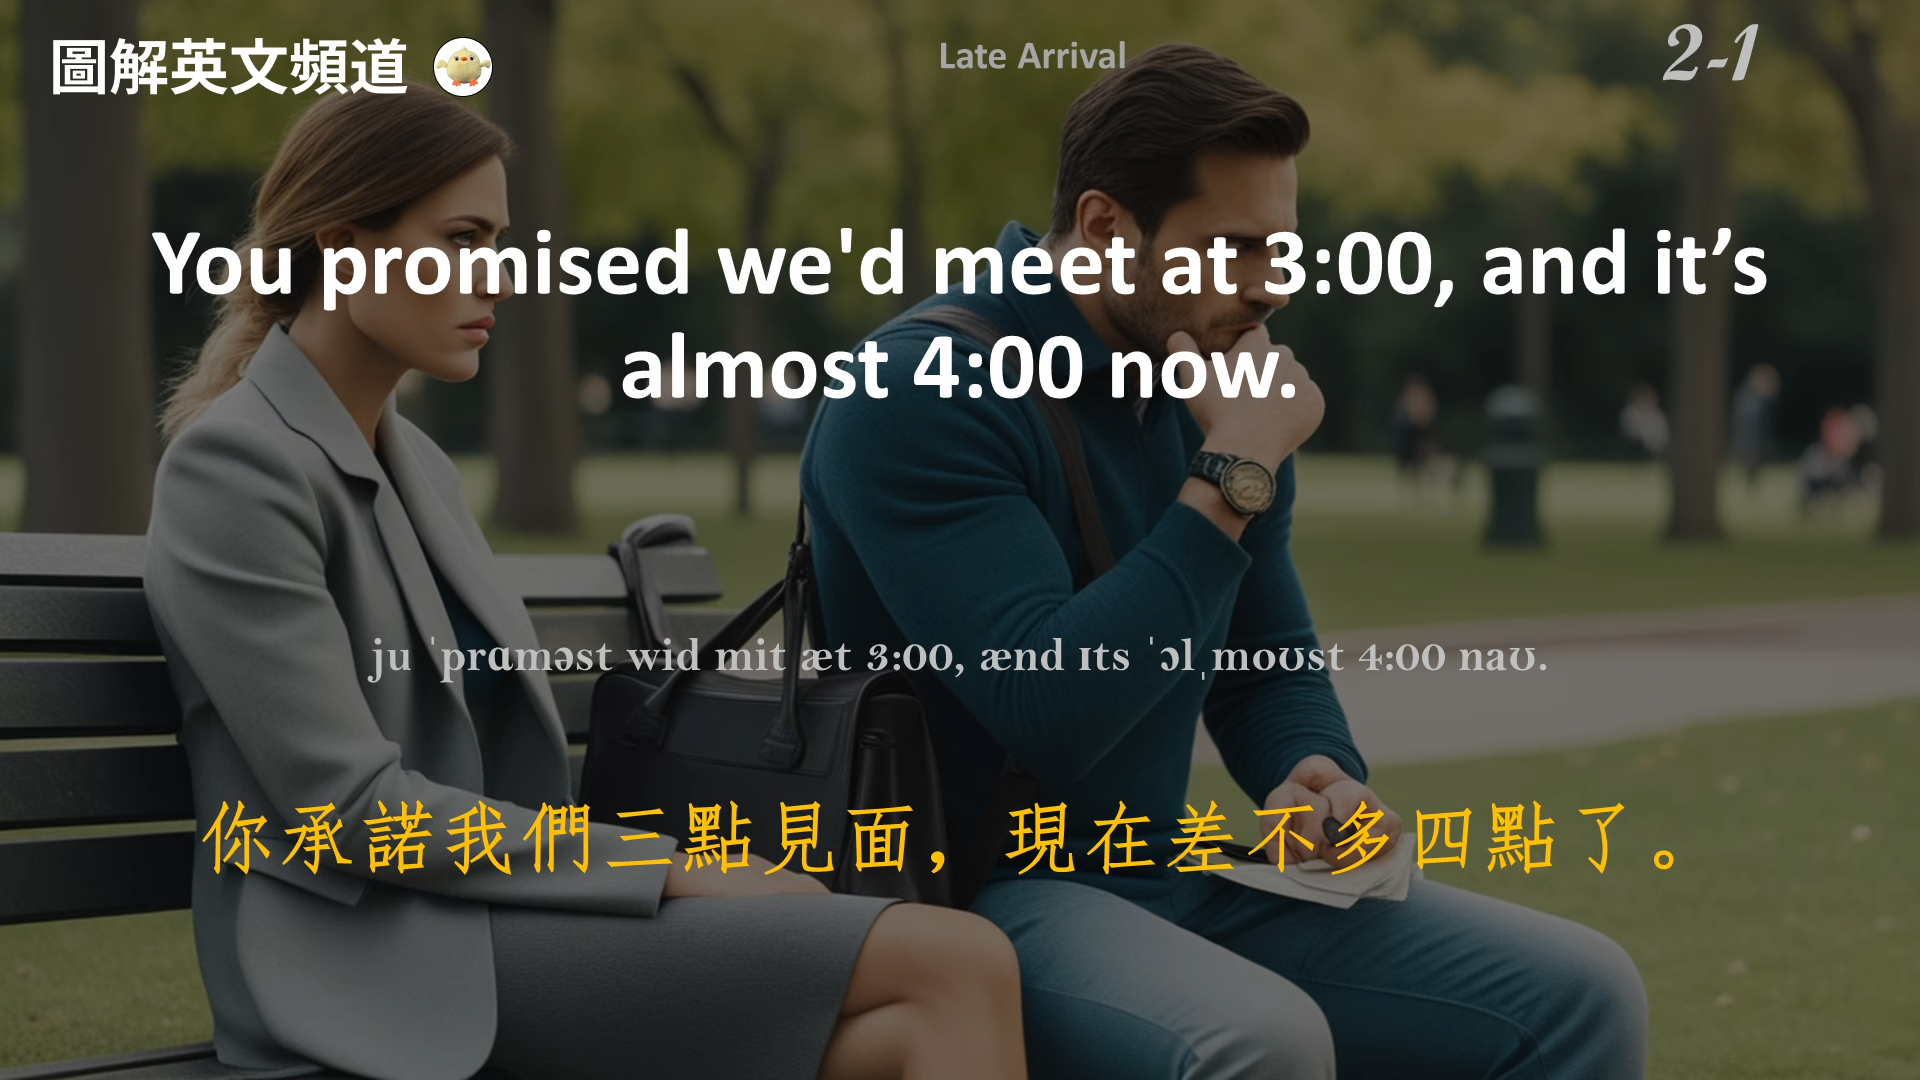 圖解英文頻道
Late Arrival
2-1
You promised we'd meet at 3:00, and it’s
almost 4:00 now.
ju ˈprɑməst wid mit æt 3:00, ænd ɪts ˈɔlˌmoʊst 4:00 naʊ.
你承諾我們三點見面，現在差不多四點了。